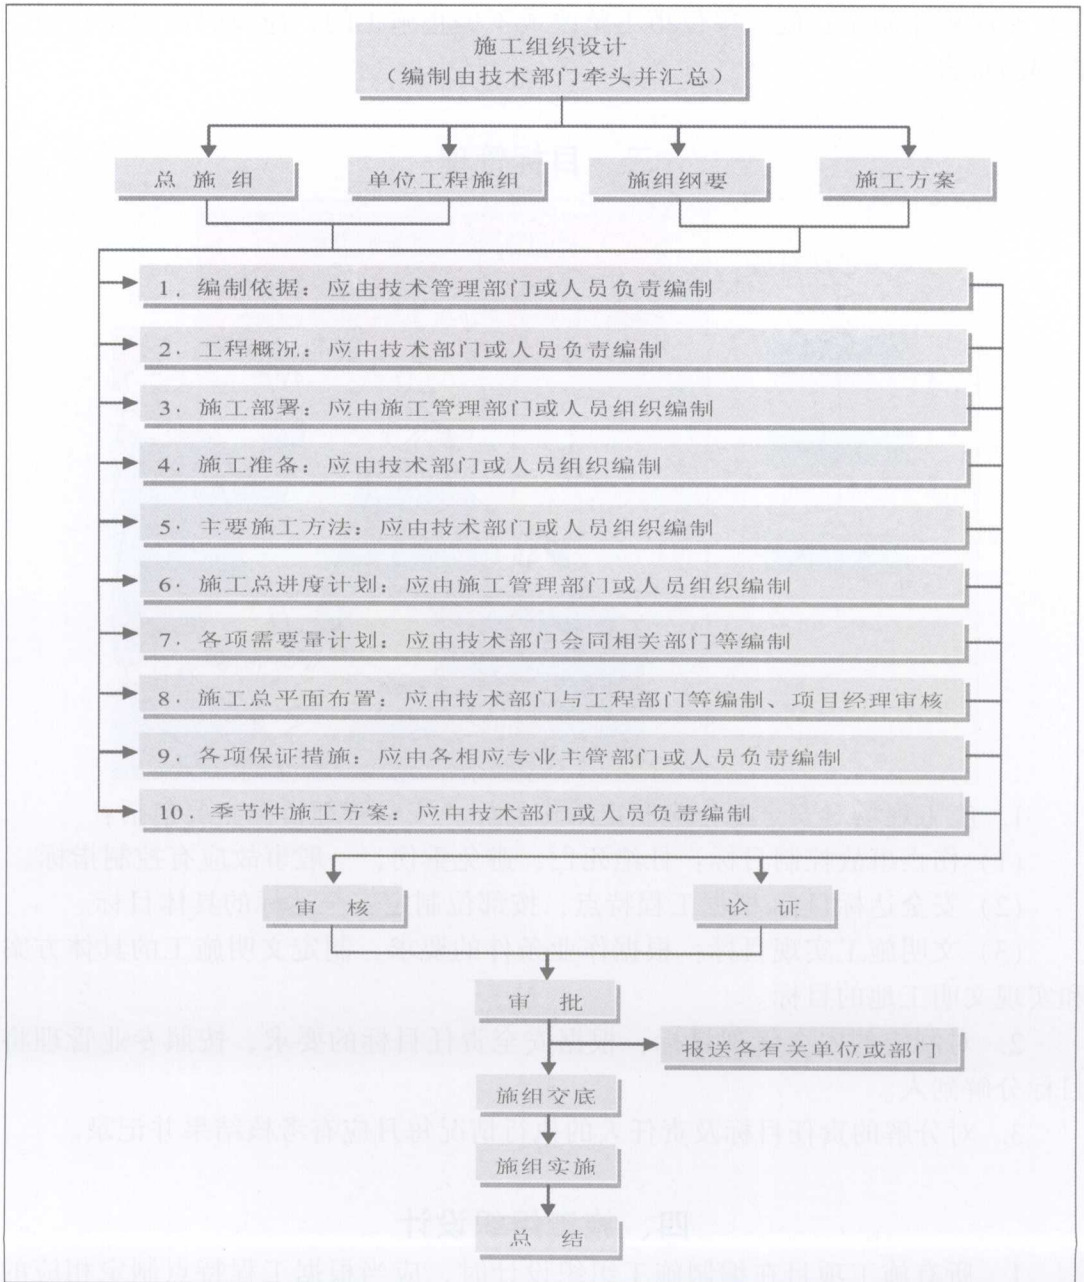 施工组织设计
（编制由技术部门牵头并汇总）
总 施 组
单位工程施组
施组纲要
施工方案
1．编制依据：应由技术管理部门或人员负责编制
2．工程概况：应由技术部门或人员负责编制
3．施工部署：应由施工管理部门或人员组织编制
4．施工准备：应由技术部门或人员组织编制
5．主要施工方法：应由技术部门或人员组织编制
6．施工总进度计划：应由施工管理部门或人员组织编制
7．各项需要量计划：应由技术部门会同相关部门等编制
8．施工总平面布置：应由技术部门与工程部门等编制、项目经理审核
9．各项保证措施：应由各相应专业主管部门或人员负责编制
10．季节性施工方案：应由技术部门或人员负责编制
审 核
论 证
审 批
报送各有关单位或部门
施组交底
施组实施
总 结